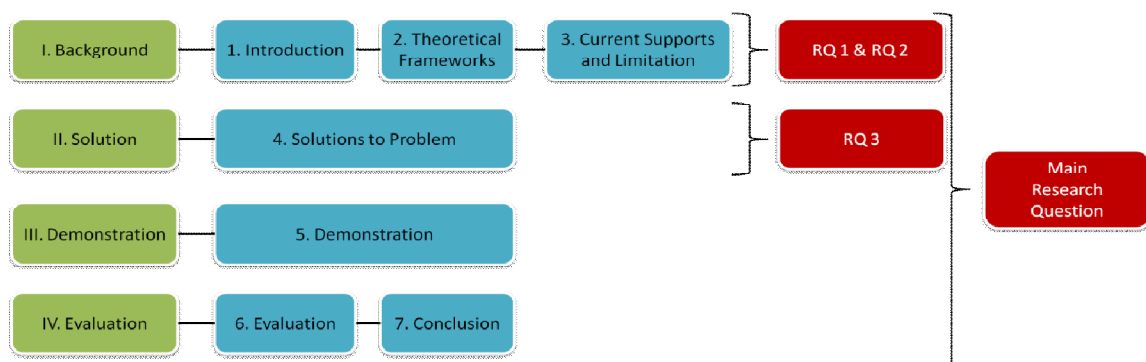 I. Background
1. Introduction
2. Theoretical
Frameworks
3. Current Supports
and Limitation
RQ 1 & RQ 2
II. Solution
4. Solutions to Problem
RQ 3
Main
Research
Question
III. Demonstration
5. Demonstration
IV. Evaluation
6. Evaluation
7. Conclusion